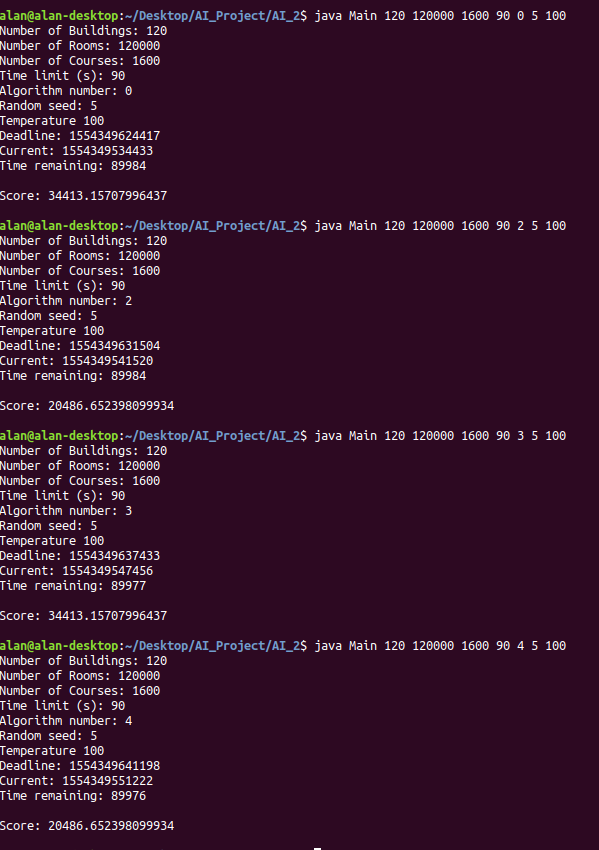 alan@alan-desktop:~/Desktop/AI_Project/AI_2$ java Main 120 120000 1600 90 0 5 100
Number of Buildings: 120
Number of Rooms: 120000
Number of Courses: 1600
Time limit (s): 90
Algorithm number: 0
Random seed: 5
Temperature 100
Deadline: 1554349624417
Current: 1554349534433
Time remaining: 89984
Score: 34413.15707996437
alan@alan-desktop:~/Desktop/AI_Project/AI_2$ java Main 120 120000 1600 90 2 5 100
Number of Buildings: 120
Number of Rooms: 120000
Number of Courses: 1600
Time limit (s): 90
Algorithm number: 2
Random seed: 5
Temperature 100
Deadline: 1554349631504
Current: 1554349541520
Time remaining: 89984
Score: 20486.652398099934
alan@alan-desktop:~/Desktop/AI_Project/AI_2$ java Main 120 120000 1600 90 3 5 100
Number of Buildings: 120
Number of Rooms: 120000
Number of Courses: 1600
Time limit (s): 90
Algorithm number: 3
Random seed: 5
Temperature 100
Deadline: 1554349637433
Current: 1554349547456
Time remaining: 89977
Score: 34413.15707996437
alan@alan-desktop:~/Desktop/AI_Project/AI_2$ java Main 120 120000 1600 90 4 5 100
Number of Buildings: 120
Number of Rooms: 120000
Number of Courses: 1600
Time limit (s): 90
Algorithm number: 4
Random seed: 5
Temperature 100
Deadline: 1554349641198
Current: 1554349551222
Time remaining: 89976
Score: 20486.652398099934